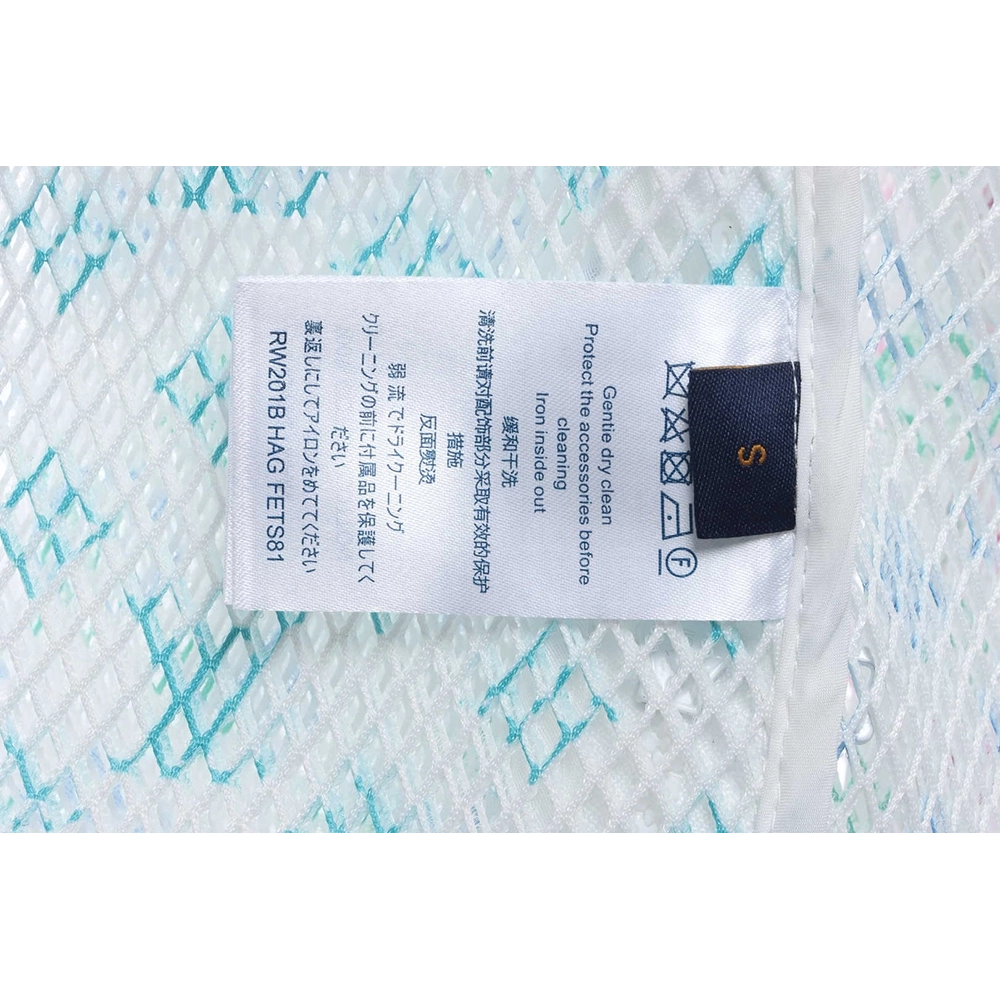 S
Gentie dry clean
Protect the accessories before
cleaning
Iron inside out
缓和干洗
清洗前请对配饰部分采取有效的保护
措施
反面熨烫
弱流でドライクーニング
クリーニングの前に付属品を保護してく
ださい
裏返しにしてアイロンをめててください
RW201B HAG FETS81
F